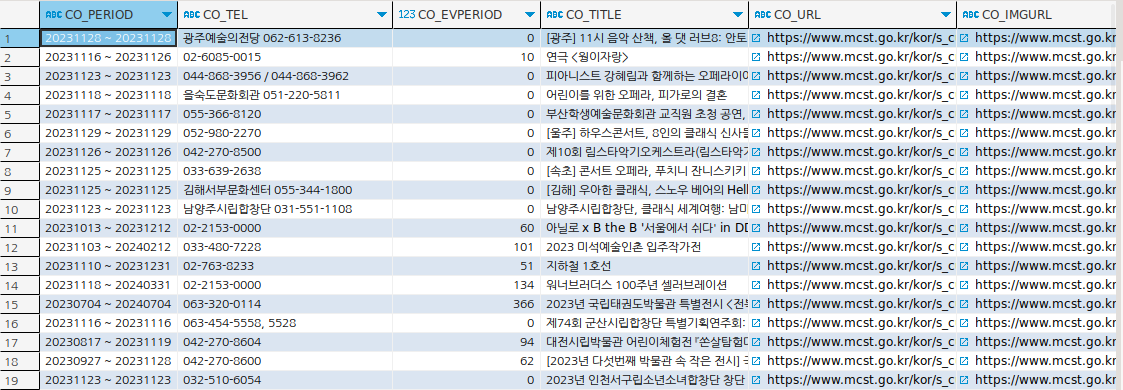 ABC CO_PERIOD ABC CO_TEL 123 CO_EVPERIOD ABC CO_TITLE ABC CO_URL ABC CO_IMGURL
1 20231128 ~ 20231128 광주예술의전당 062-613-8236 0 [광주] 11시 음악 산책, 올 댓 러브8: 안토 https://www.mcst.go.kr/kor/s_c https://www.mcst.go.kr
2 20231116 ~ 20231126 02-6085-0015 10 연극 <월이자랑> https://www.mcst.go.kr/kor/s_c https://www.mcst.go.kr
3 20231123 ~ 20231123 044-868-3956 / 044-868-3962 0 피아니스트 강혜림과 함께하는 오페라이야 https://www.mcst.go.kr/kor/s_c https://www.mcst.go.kr
4 20231118 ~ 20231118 을숙도문화회관 051-220-5811 0 어린이를 위한 오페라, 피가로의 결혼 https://www.mcst.go.kr/kor/s_c https://www.mcst.go.kr
5 20231117 ~ 20231117 055-366-8120 0 부산학생예술문화회관 교직원 초청 공연, https://www.mcst.go.kr/kor/s_c https://www.mcst.go.kr
6 20231129 ~ 20231129 052-980-2270 0 [울주] 하우스콘서트, 8인의 클래식 신사들 https://www.mcst.go.kr/kor/s_c https://www.mcst.go.kr
7 20231126 ~ 20231126 042-270-8500 0 제10회 림스타악기오케스트라(림스타악기 https://www.mcst.go.kr/kor/s_c https://www.mcst.go.kr
8 20231125 ~ 20231125 033-639-2638 0 [속초] 콘서트 오페라, 푸치니 잔니스키키 https://www.mcst.go.kr/kor/s_c https://www.mcst.go.kr
9 20231125 ~ 20231125 김해서부문화센터 055-344-1800 0 [김해] 우아한 클래식, 스노우 베어의 Hell https://www.mcst.go.kr/kor/s_c https://www.mcst.go.kr
10 20231123 ~ 20231123 남양주시립합창단 031-551-1108 0 남양주시립합창단, 클래식 세계여행: 남미 https://www.mcst.go.kr/kor/s_c https://www.mcst.go.kr
11 20231013 ~ 20231212 02-2153-0000 60 아닐로 x B the B '서울에서 쉬다' in DD https://www.mcst.go.kr/kor/s_c https://www.mcst.go.kr
12 20231103 ~ 20240212 033-480-7228 101 2023 미석예술인촌 입주작가전 https://www.mcst.go.kr/kor/s_c https://www.mcst.go.kr
13 20231110 ~ 20231231 02-763-8233 51 지하철 1호선 https://www.mcst.go.kr/kor/s_c https://www.mcst.go.kr
14 20231118 ~ 20240331 02-2153-0000 134 워너브러더스 100주년 셀러브레이션 https://www.mcst.go.kr/kor/s_c https://www.mcst.go.kr
15 20230704 ~ 20240704 063-320-0114 366 2023년 국립태권도박물관 특별전시 <전북 https://www.mcst.go.kr/kor/s_c https://www.mcst.go.kr
16 20231116 ~ 20231116 063-454-5558, 5528 0 제74회 군산시립합창단 특별기획연주회: https://www.mcst.go.kr/kor/s_c https://www.mcst.go.kr
17 20230817 ~ 20231119 042-270-8604 94 대전시립박물관 어린이체험전 『쏜살탐험대 https://www.mcst.go.kr/kor/s_c https://www.mcst.go.kr
18 20230927 ~ 20231128 042-270-8600 62 [2023년 다섯번째 박물관 속 작은 전시] https://www.mcst.go.kr/kor/s_c https://www.mcst.go.kr
19 20231123 ~ 20231123 032-510-6054 0 2023년 인천서구립소년소녀합창단 창단 https://www.mcst.go.kr/kor/s_c https://www.mcst.go.kr